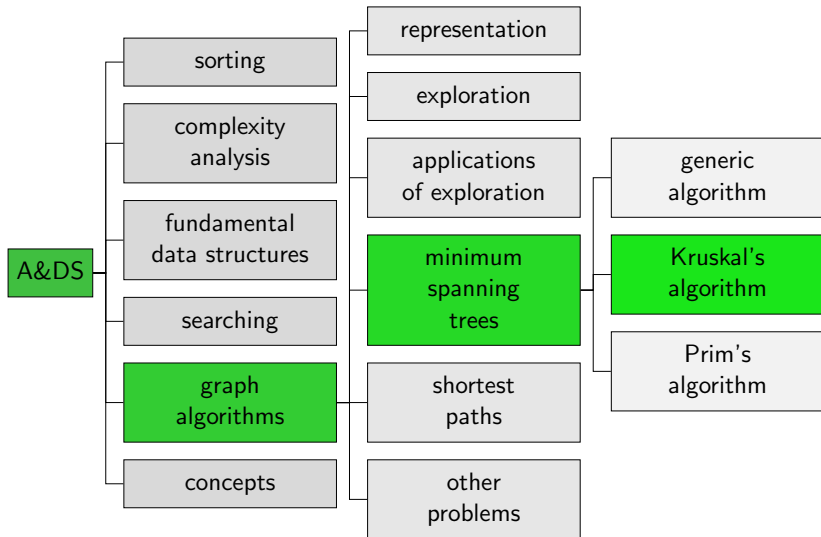 A&DS
sorting
complexity
analysis
fundamental
data structures
searching
graph
algorithms
concepts
representation
exploration
applications
of exploration
minimum
spanning
trees
shortest
paths
other
problems
generic
algorithm
Kruskal's
algorithm
Prim's
algorithm